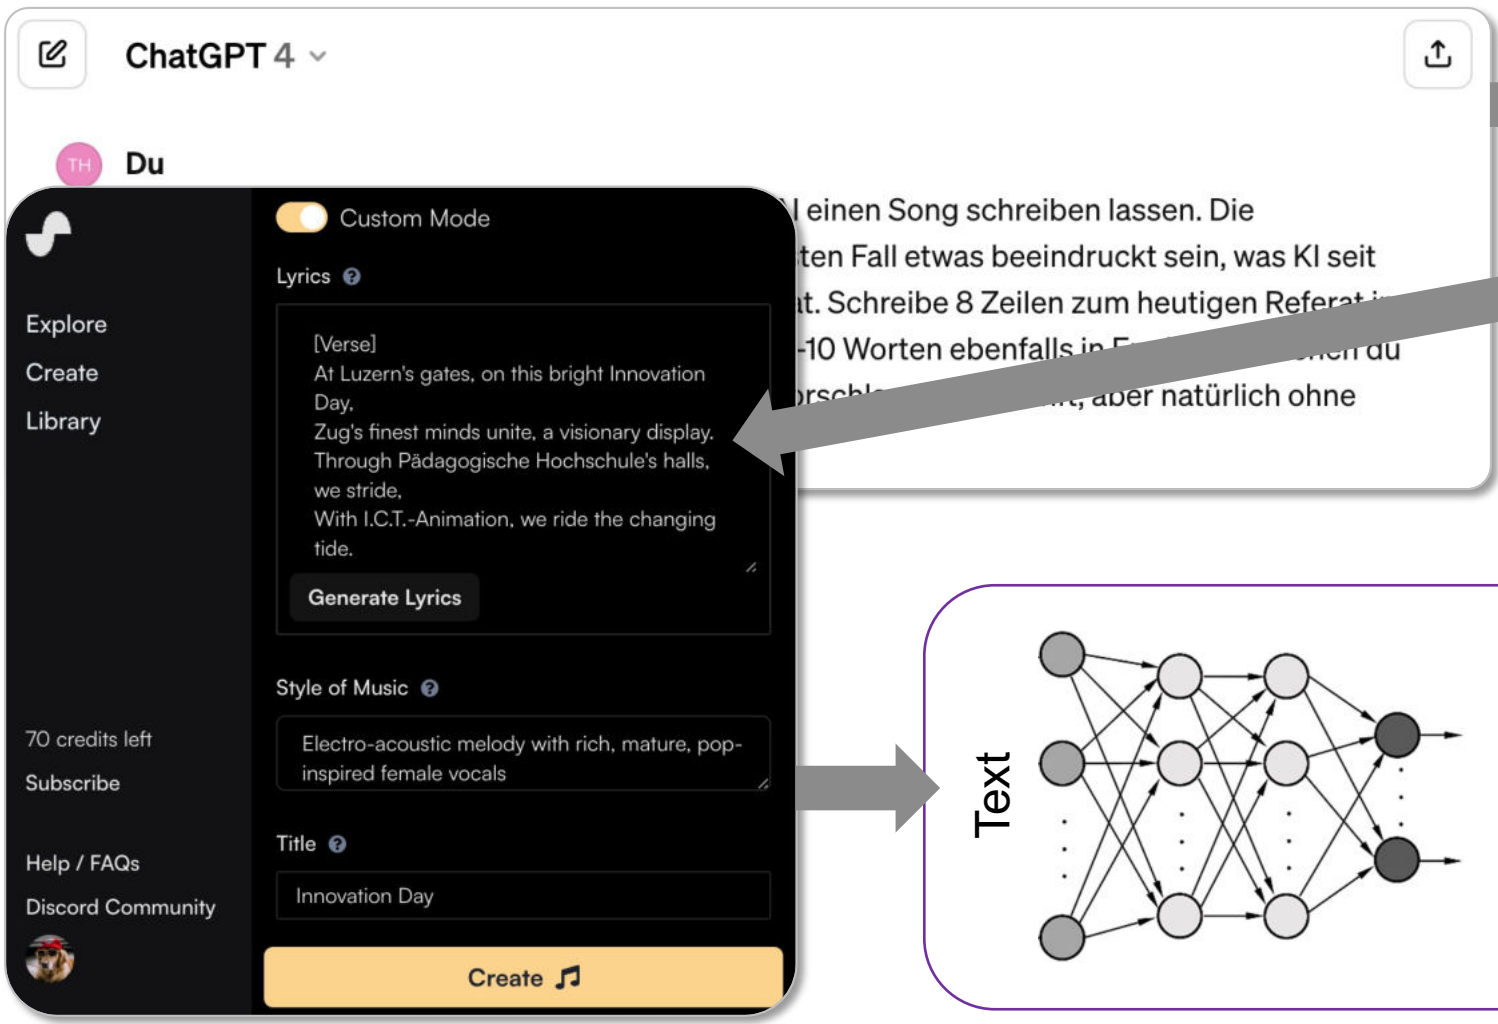 ChatGPT 4
TH
Du
einen Song schreiben lassen. Die
ten Fall etwas beeindruckt sein, was KI seit
at. Schreibe 8 Zeilen zum heutigen Referat
-10 Worten ebenfalls in du
aber natürlich ohne
Custom Mode
Lyrics ?
Explore
Create
Library
[Verse]
At Luzern's gates, on this bright Innovation
Day,
Zug's finest minds unite, a visionary display.
Through Pädagogische Hochschule's halls,
we stride,
With I.C.T.-Animation, we ride the changing
tide.
Generate Lyrics
Style of Music ?
Electro-acoustic melody with rich, mature, pop-
inspired female vocals
70 credits left
Subscribe
Title ?
Innovation Day
Help / FAQs
Discord Community
Create
Text